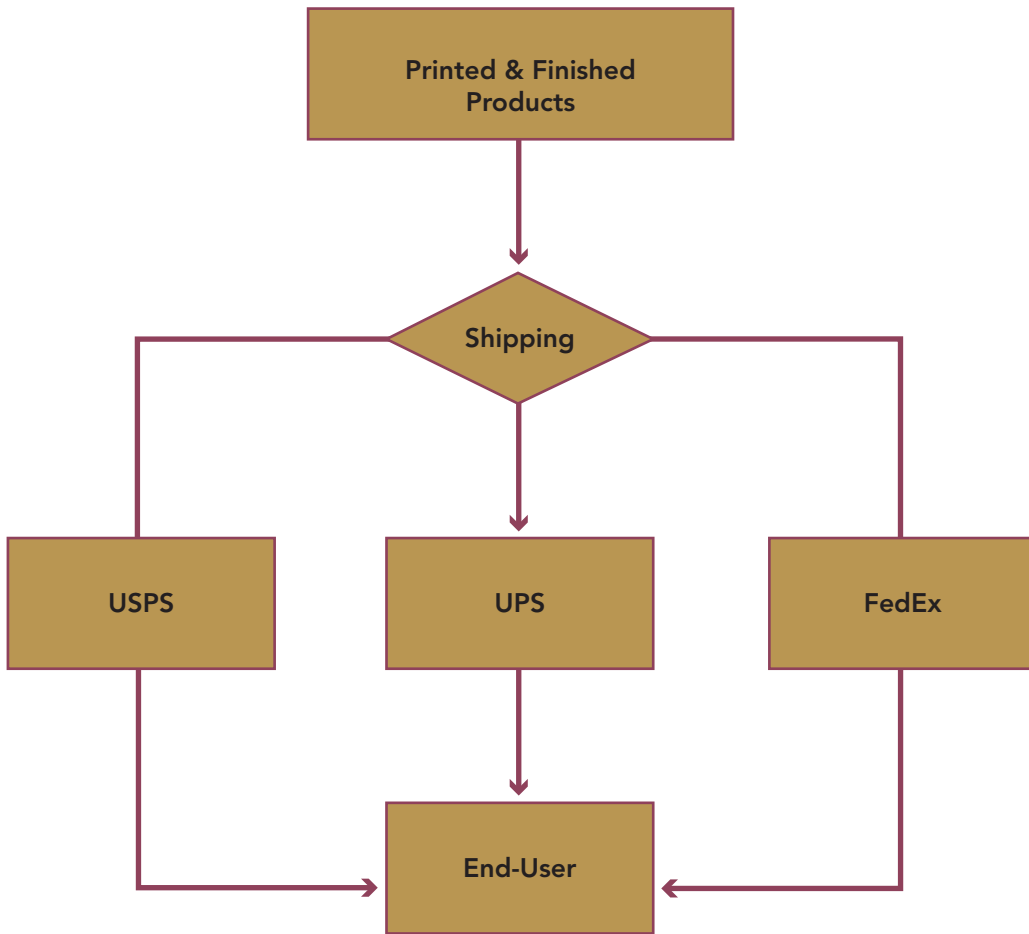 Printed & Finished
Products
Shipping
USPS
UPS
FedEx
End-User